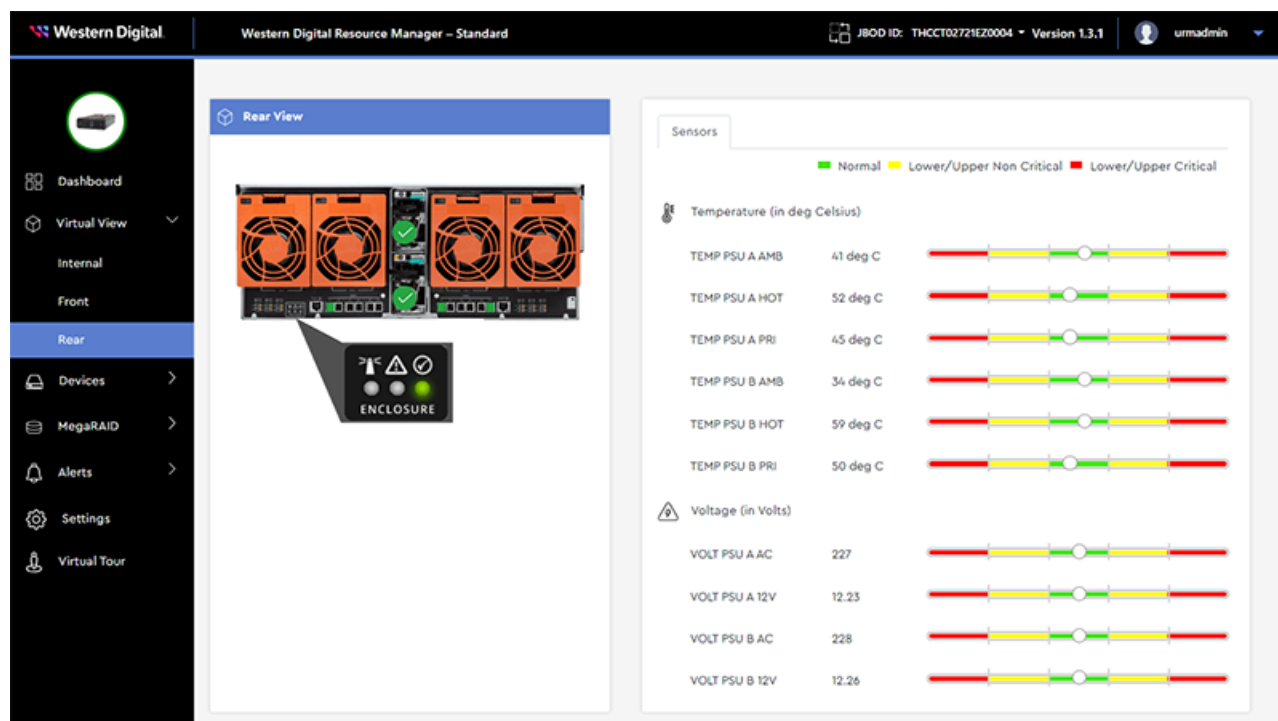 Western Digital. Western Digital Resource Manager – Standard JBOD ID: THCCT02721EZ0004 Version 1.3.1 urmadmin
Dashboard
Virtual View
Internal
Front
Rear
Devices
MegaRAID
Alerts
Settings
Virtual Tour
Rear View
ENCLOSURE
Sensors
Normal Lower/Upper Non Critical Lower/Upper Critical
Temperature (in deg Celsius)
TEMP PSU A AMB 41 deg C
TEMP PSU A HOT 52 deg C
TEMP PSU A PRI 45 deg C
TEMP PSU B AMB 34 deg C
TEMP PSU B HOT 59 deg C
TEMP PSU B PRI 50 deg C
Voltage (in Volts)
VOLT PSU A AC 227
VOLT PSU A 12V 12.23
VOLT PSU B AC 228
VOLT PSU B 12V 12.26